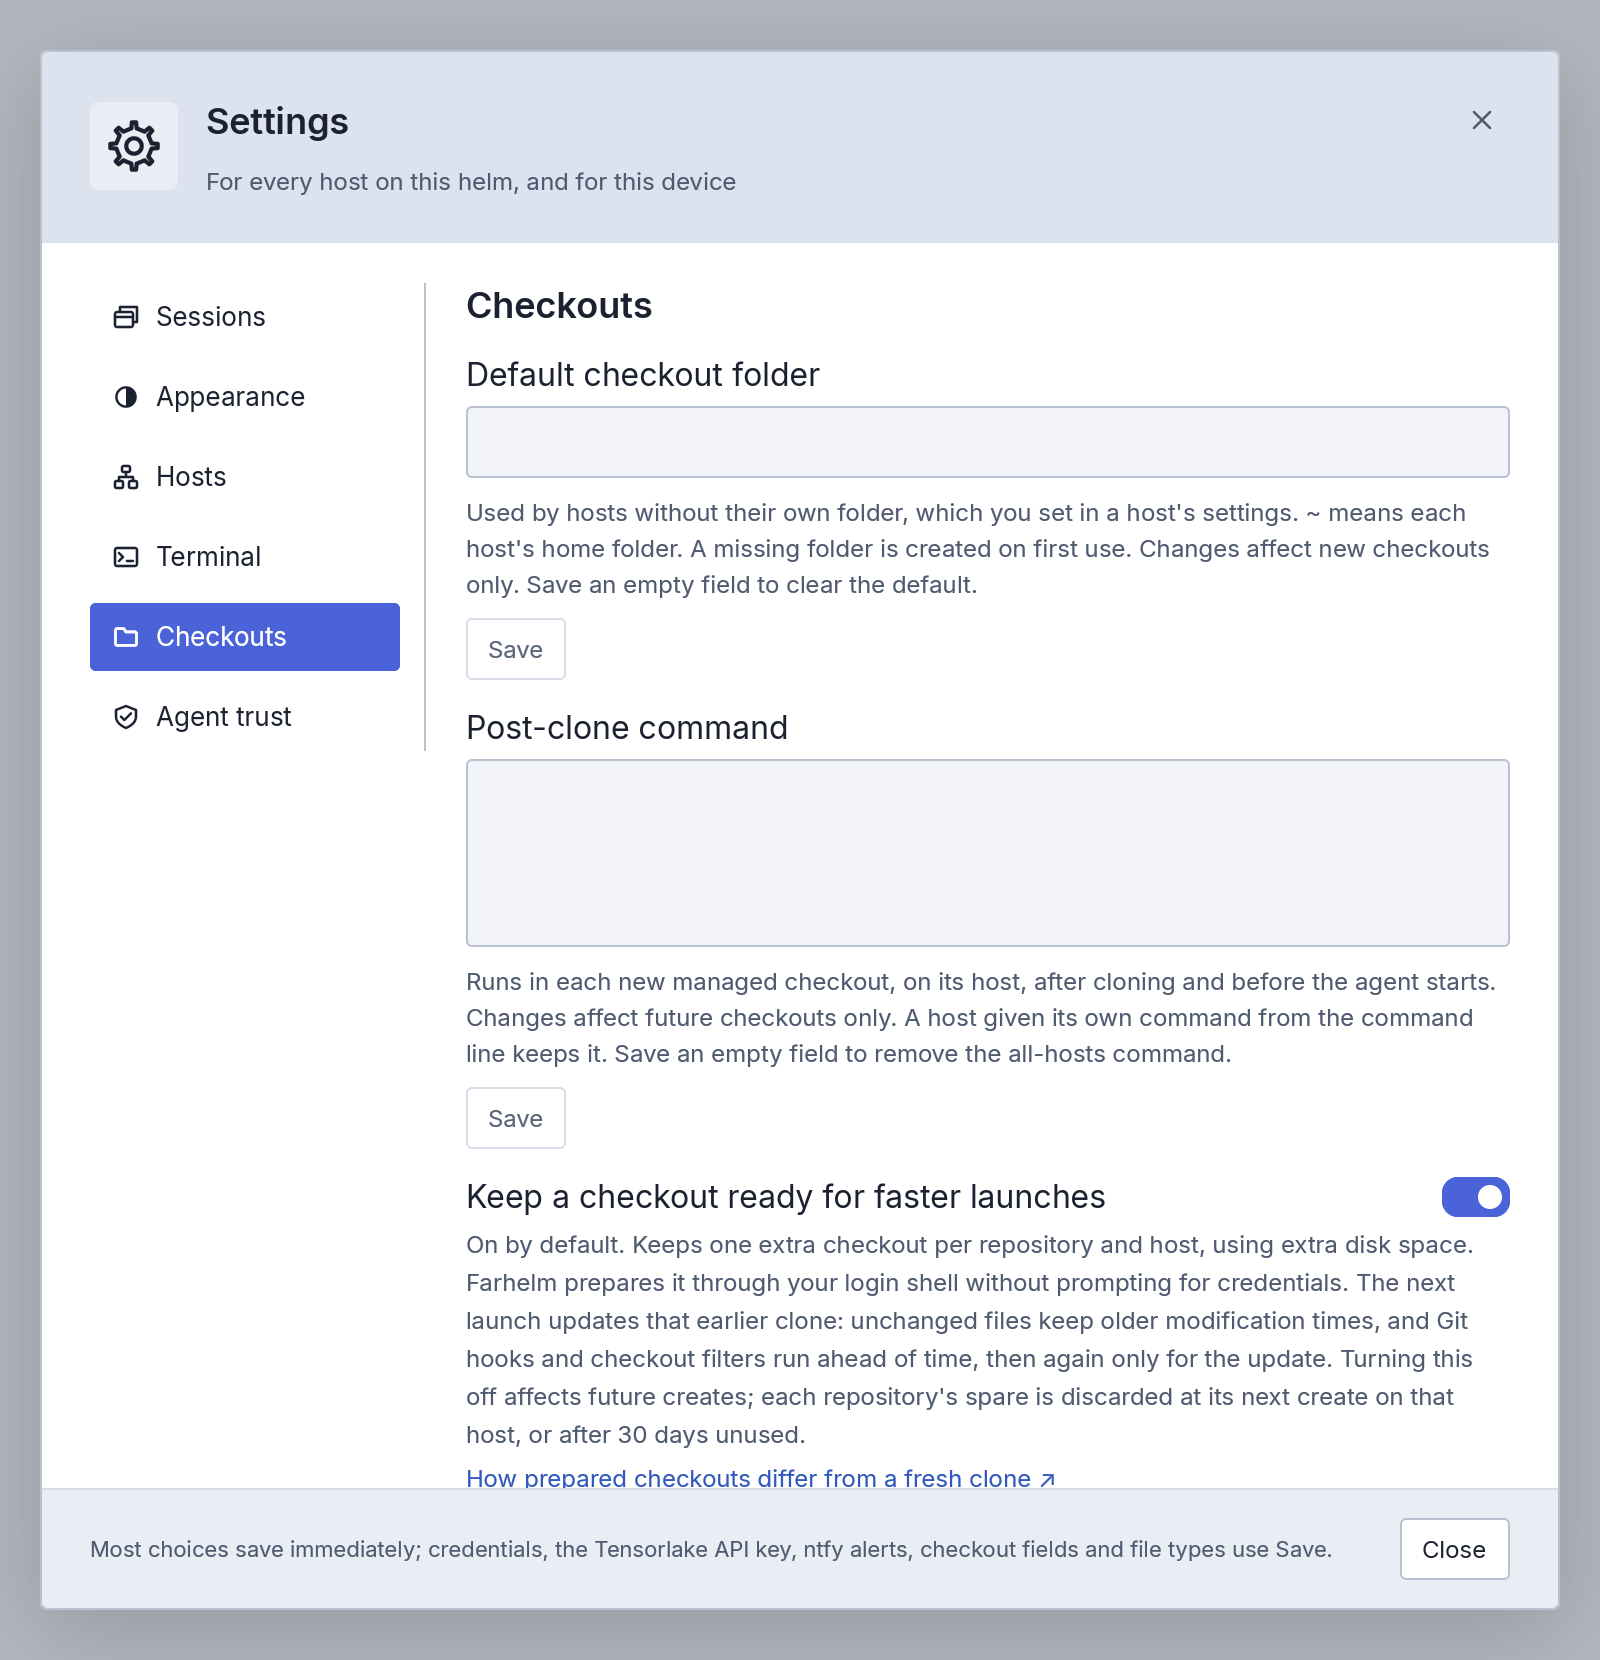 Settings
For every host on this helm, and for this device
Sessions
Appearance
Hosts
Terminal
Checkouts
Agent trust
Checkouts
Default checkout folder
Used by hosts without their own folder, which you set in a host's settings. ~ means each
host's home folder. A missing folder is created on first use. Changes affect new checkouts
only. Save an empty field to clear the default.
Save
Post-clone command
Runs in each new managed checkout, on its host, after cloning and before the agent starts.
Changes affect future checkouts only. A host given its own command from the command
line keeps it. Save an empty field to remove the all-hosts command.
Save
Keep a checkout ready for faster launches
On by default. Keeps one extra checkout per repository and host, using extra disk space.
Farhelm prepares it through your login shell without prompting for credentials. The next
launch updates that earlier clone: unchanged files keep older modification times, and Git
hooks and checkout filters run ahead of time, then again only for the update. Turning this
off affects future creates; each repository's spare is discarded at its next create on that
host, or after 30 days unused.
How prepared checkouts differ from a fresh clone ↗
Most choices save immediately; credentials, the Tensorlake API key, ntfy alerts, checkout fields and file types use Save.
Close